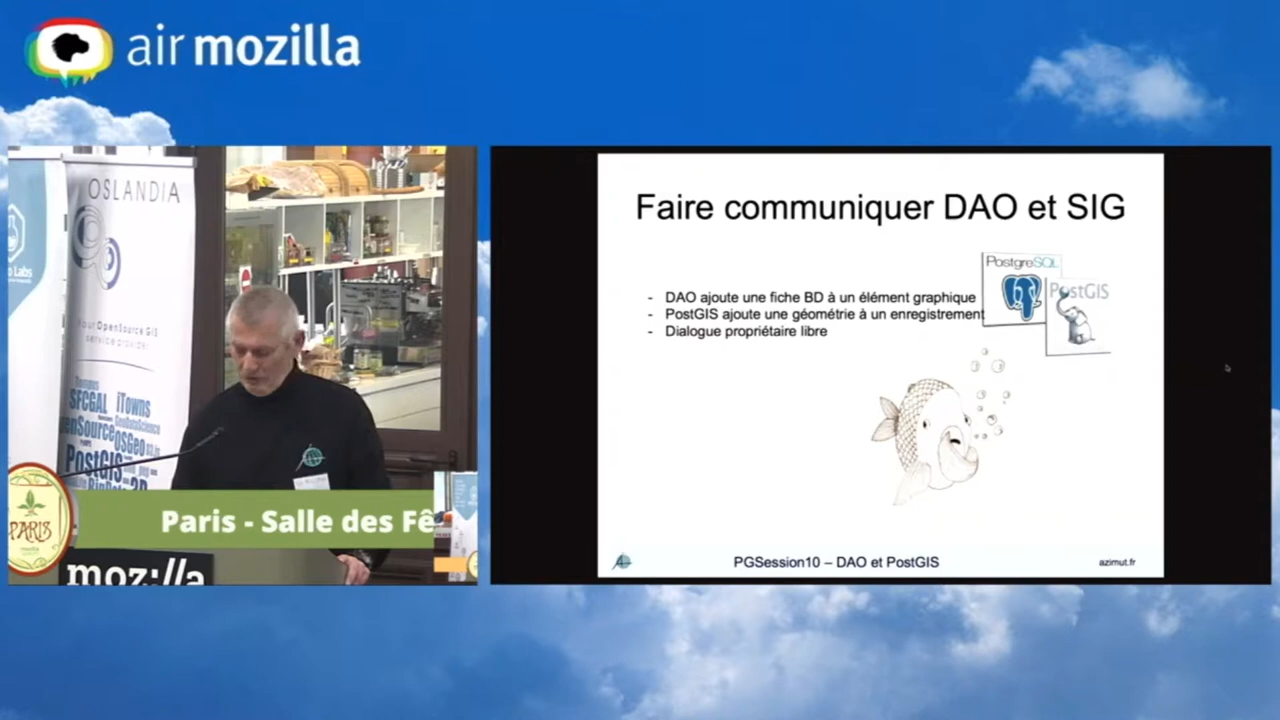 air mozilla
OSLANDIA
Labs
Your OpenSource GIS
service provider
SFCGAL iTowns
OSGeo
PostGIS
PARIS
mozilla
Paris - Salle des Fê
moz://a
Faire communiquer DAO et SIG
PostgreSQL
PostGIS
- DAO ajoute une fiche BD à un élément graphique
- PostGIS ajoute une géométrie à un enregistrement
- Dialogue propriétaire libre
PGSession10 – DAO et PostGIS
azimut.fr